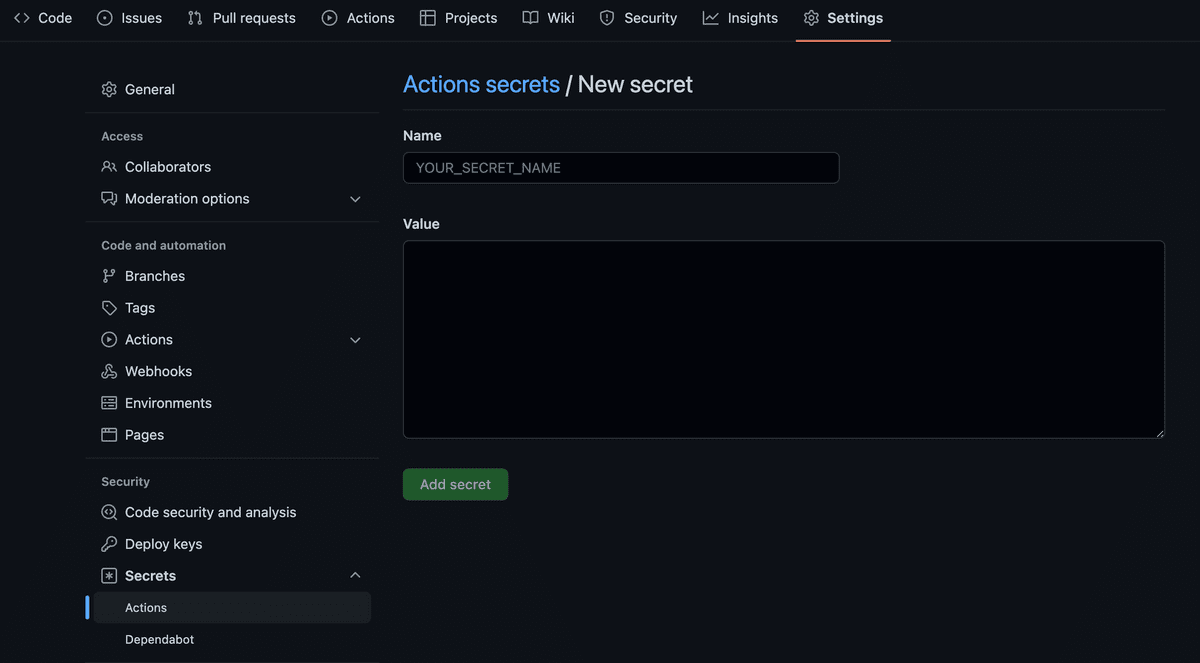 Code Issues Pull requests Actions Projects Wiki Security Insights Settings
General
Access
Collaborators
Moderation options
Code and automation
Branches
Tags
Actions
Webhooks
Environments
Pages
Security
Code security and analysis
Deploy keys
Secrets
Actions
Dependabot
Actions secrets / New secret
Name
YOUR_SECRET_NAME
Value
Add secret